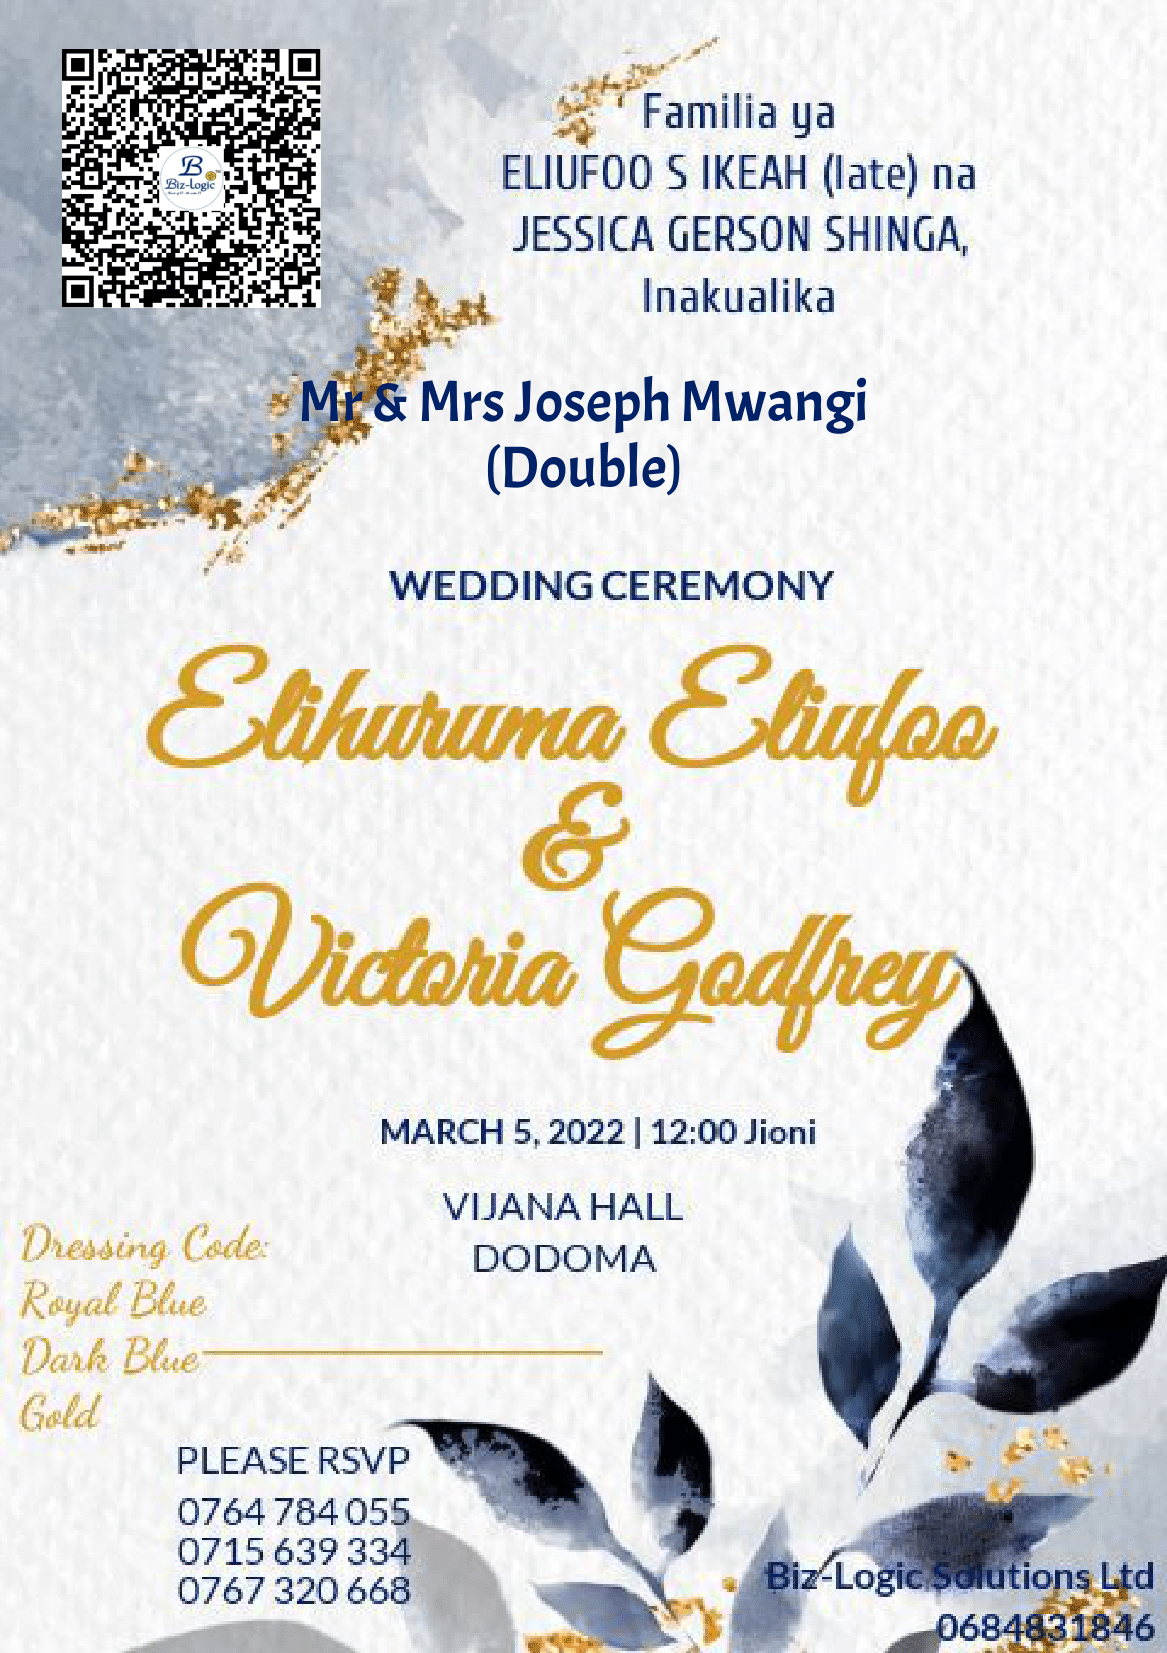 B
Biz-Logic
Familia ya
ELIUFOO S IKEAH (late) na
JESSICA GERSON SHINGA,
Inakualika
Mr & Mrs Joseph Mwangi
(Double)
WEDDING CEREMONY
Elihuruma Eliufoo
&
Victoria Godfrey
MARCH 5, 2022 | 12:00 Jioni
VIJANA HALL
DODOMA
Dressing Code:
Royal Blue
Dark Blue
Gold
PLEASE RSVP
0764 784 055
0715 639 334
0767 320 668
Biz-Logic Solutions Ltd
0684831846